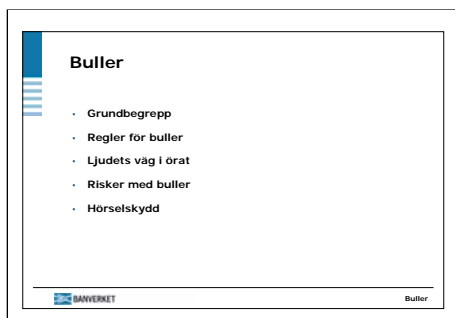 Buller
· Grundbegrepp
· Regler för buller
· Ljudets väg i örat
· Risker med buller
· Hörselskydd
BANVERKET
Buller